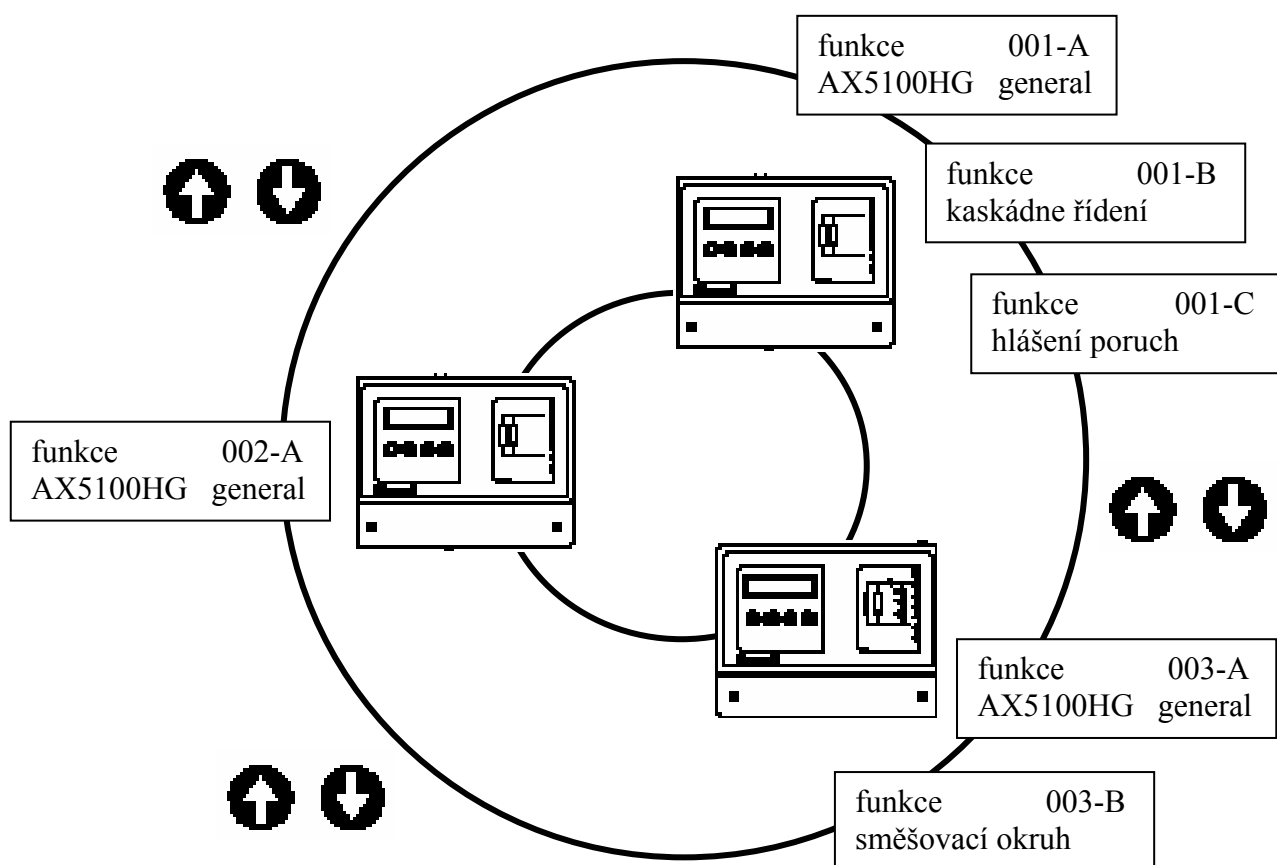 funkce 001-A
AX5100HG general
funkce 001-B
kaskádne řídení
funkce 001-C
hlášení poruch
funkce 002-A
AX5100HG general
funkce 003-A
AX5100HG general
funkce 003-B
směšovací okruh